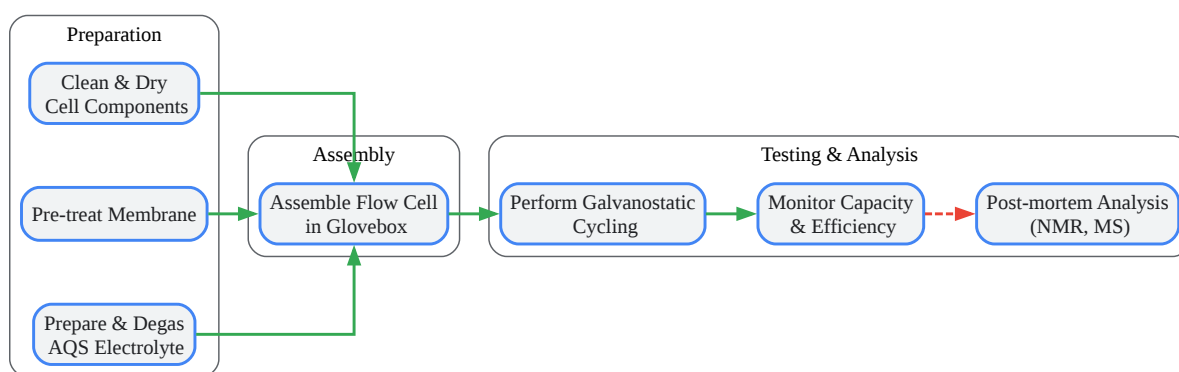 Preparation
Clean & Dry
Cell Components
Pre-treat Membrane
Prepare & Degas
AQS Electrolyte
Assembly
Assemble Flow Cell
in Glovebox
Testing & Analysis
Perform Galvanostatic
Cycling
Monitor Capacity
& Efficiency
Post-mortem Analysis
(NMR, MS)